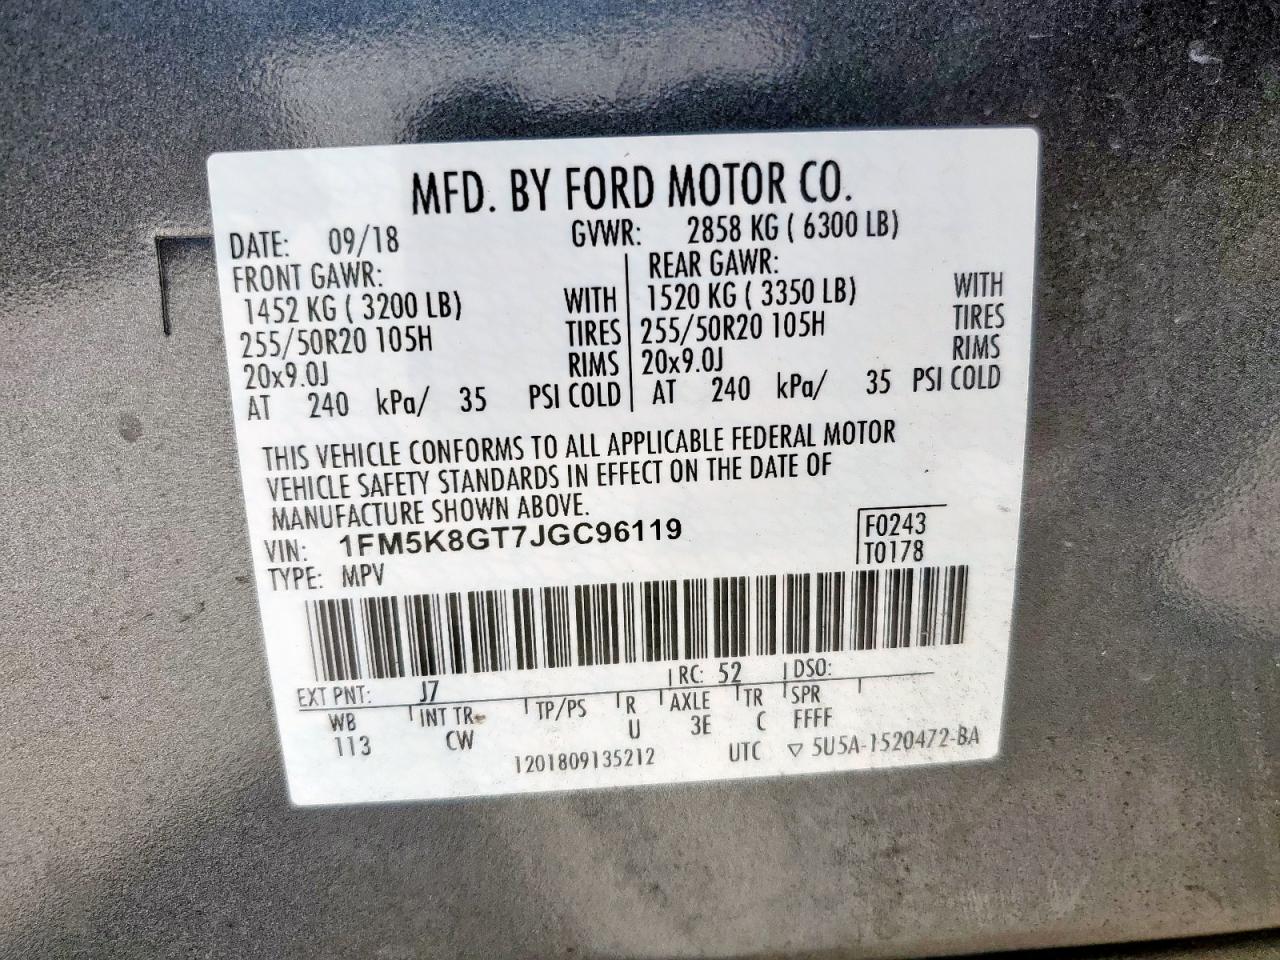 MFD. BY FORD MOTOR CO.
DATE: 09/18 GVWR: 2858 KG ( 6300 LB)
FRONT GAWR: REAR GAWR:
1452 KG ( 3200 LB) WITH 1520 KG ( 3350 LB) WITH
255/50R20 105H TIRES 255/50R20 105H TIRES
20x9.0J RIMS 20x9.0J RIMS
AT 240 kPa/ 35 PSI COLD AT 240 kPa/ 35 PSI COLD
THIS VEHICLE CONFORMS TO ALL APPLICABLE FEDERAL MOTOR
VEHICLE SAFETY STANDARDS IN EFFECT ON THE DATE OF
MANUFACTURE SHOWN ABOVE.
VIN: 1FM5K8GT7JGC96119 F0243
TYPE: MPV T0178
EXT PNT: J7 RC: 52 DSO:
WB INT TR TP/PS R AXLE TR SPR
113 CW U 3E C FFFF
1201809135212 UTC ▽ 5U5A-1520472-BA